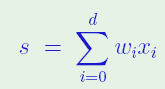 s = \sum_{i=0}^{d} w_i x_i